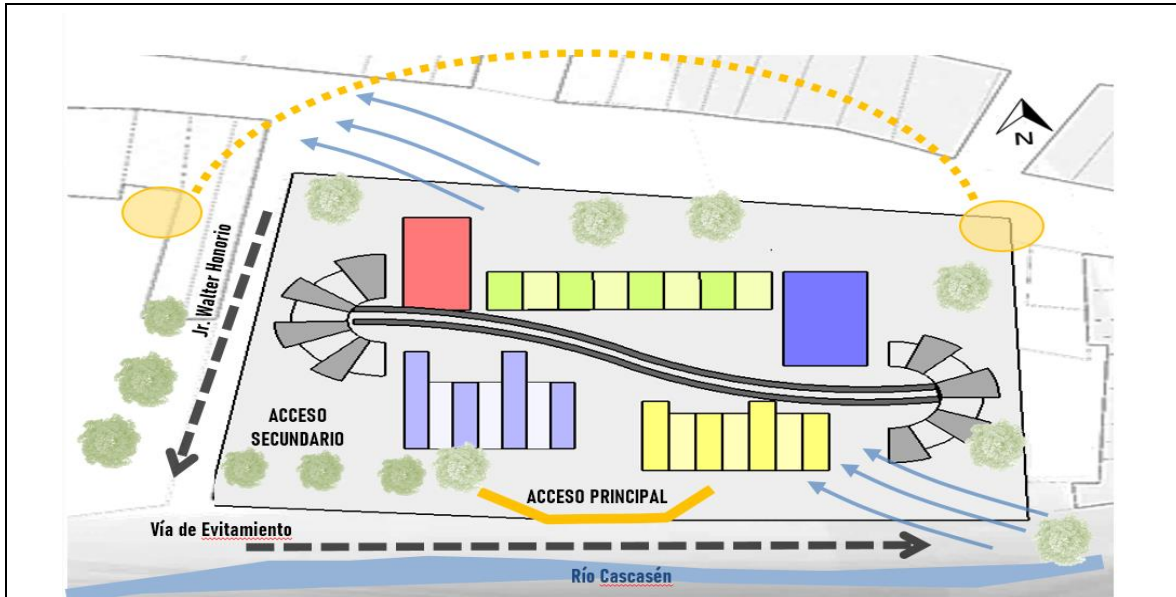 N
Jr. Walter Honorio
ACCESO
SECUNDARIO
ACCESO PRINCIPAL
Vía de Evitamiento
Río Cascasén